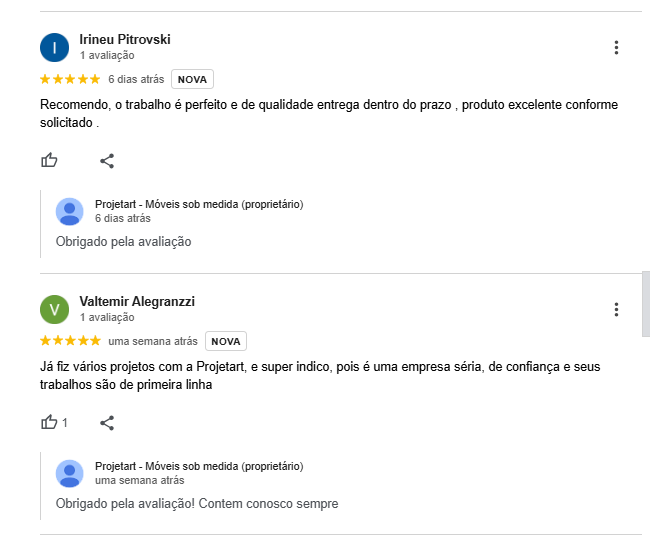 I
Irineu Pitrovski
1 avaliação
6 dias atrás NOVA
Recomendo, o trabalho é perfeito e de qualidade entrega dentro do prazo , produto excelente conforme
solicitado .
Projetart - Móveis sob medida (proprietário)
6 dias atrás
Obrigado pela avaliação
V
Valtemir Alegranzzi
1 avaliação
uma semana atrás NOVA
Já fiz vários projetos com a Projetart, e super indico, pois é uma empresa séria, de confiança e seus
trabalhos são de primeira linha
1
Projetart - Móveis sob medida (proprietário)
uma semana atrás
Obrigado pela avaliação! Contem conosco sempre